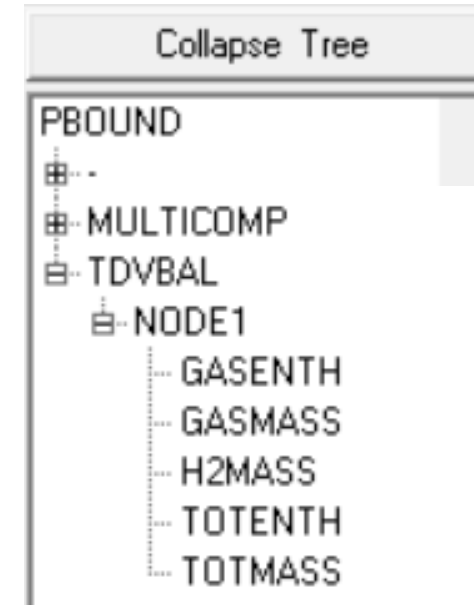 Collapse Tree
PBOUND
-
MULTICOMP
TDVBAL
NODE1
GASENTH
GASMASS
H2MASS
TOTENTH
TOTMASS